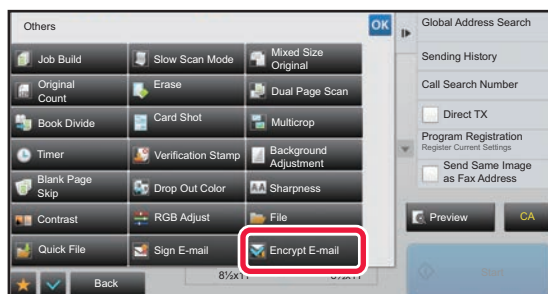 Others
OK
Job Build
Slow Scan Mode
Mixed Size
Original
Original
Count
Erase
Dual Page Scan
Book Divide
Card Shot
Multicrop
Timer
Verification Stamp
Background
Adjustment
Blank Page
Skip
Drop Out Color
AA Sharpness
Contrast
RGB Adjust
File
Quick File
Sign E-mail
Encrypt E-mail
Back
8½x11
Global Address Search
Sending History
Call Search Number
Direct TX
Program Registration
Register Current Settings
Send Same Image
as Fax Address
Preview
CA
Start